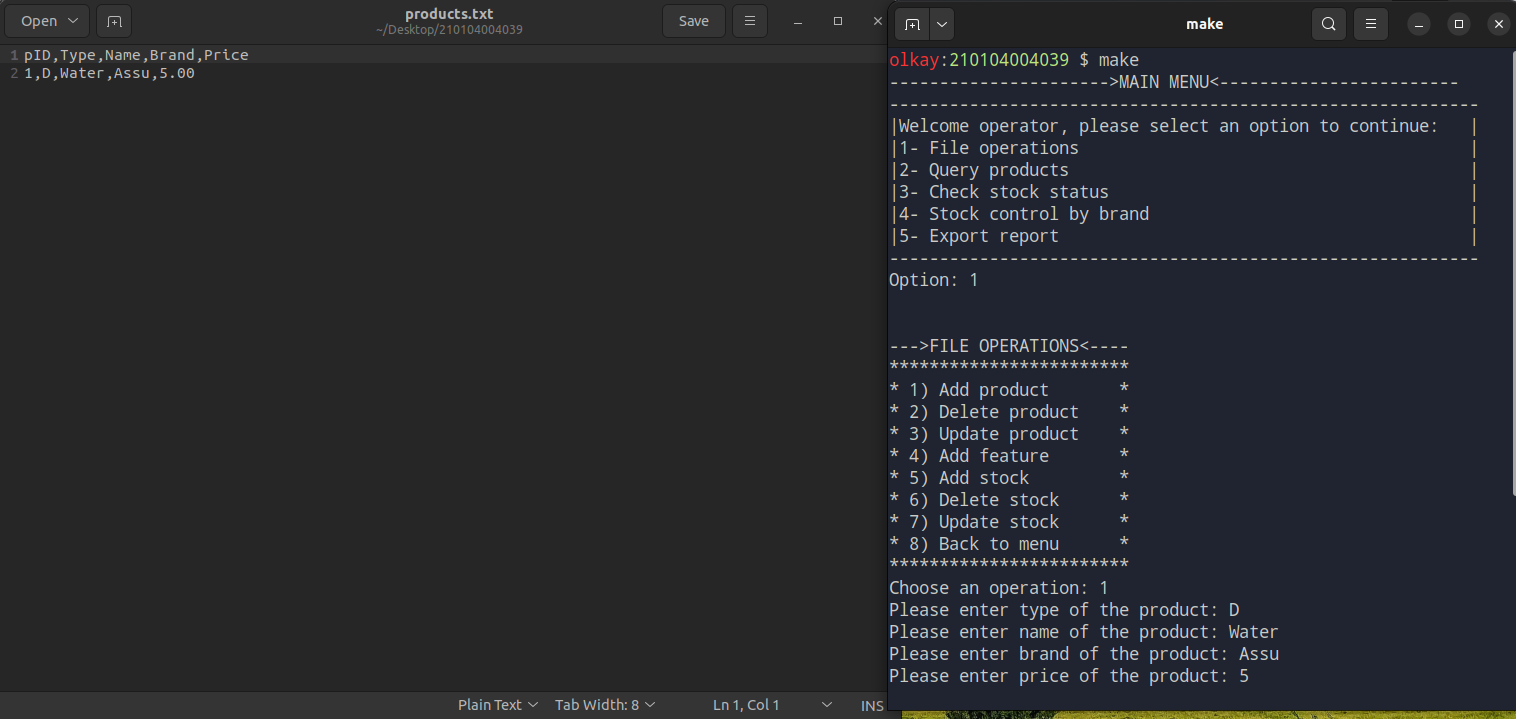 Open
products.txt
~/Desktop/210104004039
Save
1 pID,Type,Name,Brand,Price
2 1,D,Water,Assu,5.00
Plain Text
Tab Width: 8
Ln 1, Col 1
INS
make
olkay:210104004039 $ make
---------------------->MAIN MENU<------------------------
-----------------------------------------------------------
|Welcome operator, please select an option to continue:   |
|1- File operations                                       |
|2- Query products                                        |
|3- Check stock status                                    |
|4- Stock control by brand                                |
|5- Export report                                         |
-----------------------------------------------------------
Option: 1
--->FILE OPERATIONS<----
************************
* 1) Add product       *
* 2) Delete product    *
* 3) Update product    *
* 4) Add feature       *
* 5) Add stock         *
* 6) Delete stock      *
* 7) Update stock      *
* 8) Back to menu      *
************************
Choose an operation: 1
Please enter type of the product: D
Please enter name of the product: Water
Please enter brand of the product: Assu
Please enter price of the product: 5